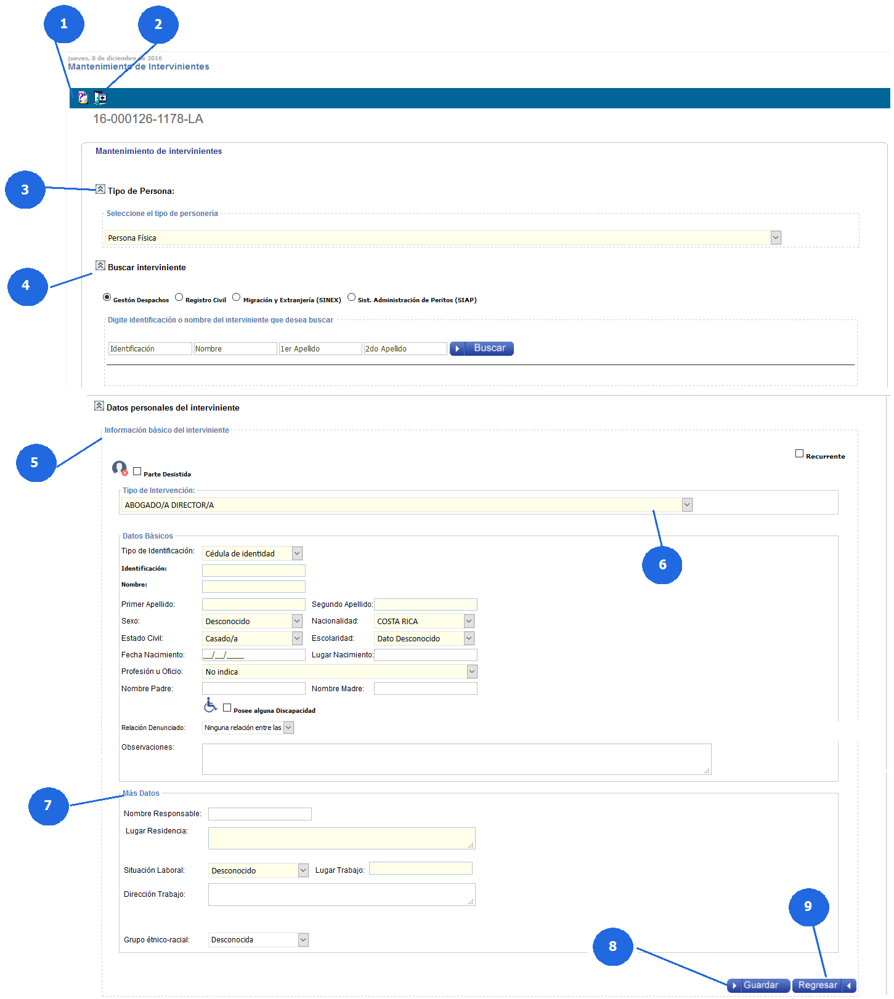 1
2
jueves, 8 de diciembre de 2016
Mantenimiento de Intervinientes
16-000126-1178-LA
Mantenimiento de intervinientes
3
Tipo de Persona:
Seleccione el tipo de personería
Persona Física
4
Buscar interviniente
Gestón Despachos Registro Civil Migración y Extranjería (SINEX) Sist. Administración de Peritos (SIAP)
Digite identificación o nombre del interviniente que desea buscar
Identificación Nombre 1er Apellido 2do Apellido Buscar
Datos personales del interviniente
Información básico del interviniente
5
Recurrente
Parte Desistida
Tipo de Intervención:
ABOGADO/A DIRECTOR/A
6
Datos Básicos
Tipo de Identificación: Cédula de identidad
Identificación:
Nombre:
Primer Apellido: Segundo Apellido:
Sexo: Desconocido Nacionalidad: COSTA RICA
Estado Civil: Casado/a Escolaridad: Dato Desconocido
Fecha Nacimiento: __/__/____ Lugar Nacimiento:
Profesión u Oficio: No indica
Nombre Padre: Nombre Madre:
Posee alguna Discapacidad
Relación Denunciado: Ninguna relación entre las
Observaciones:
7
Más Datos
Nombre Responsable:
Lugar Residencia:
Situación Laboral: Desconocido Lugar Trabajo:
Dirección Trabajo:
9
Grupo étnico-racial: Desconocida
8
Guardar Regresar